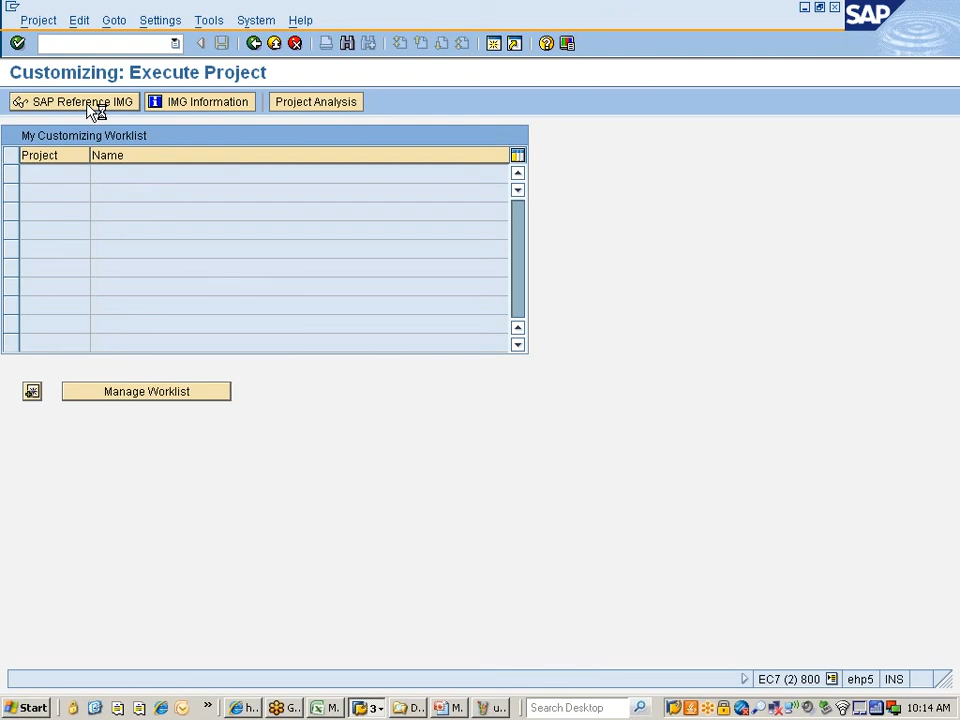 Project Edit Goto Settings Tools System Help
SAP
Customizing: Execute Project
SAP Reference IMG IMG Information Project Analysis
My Customizing Worklist
Project Name
Manage Worklist
EC7 (2) 800 ehp5 INS
Start » h.. G.. M.. 3 D.. M.. u.. Search Desktop 10:14 AM